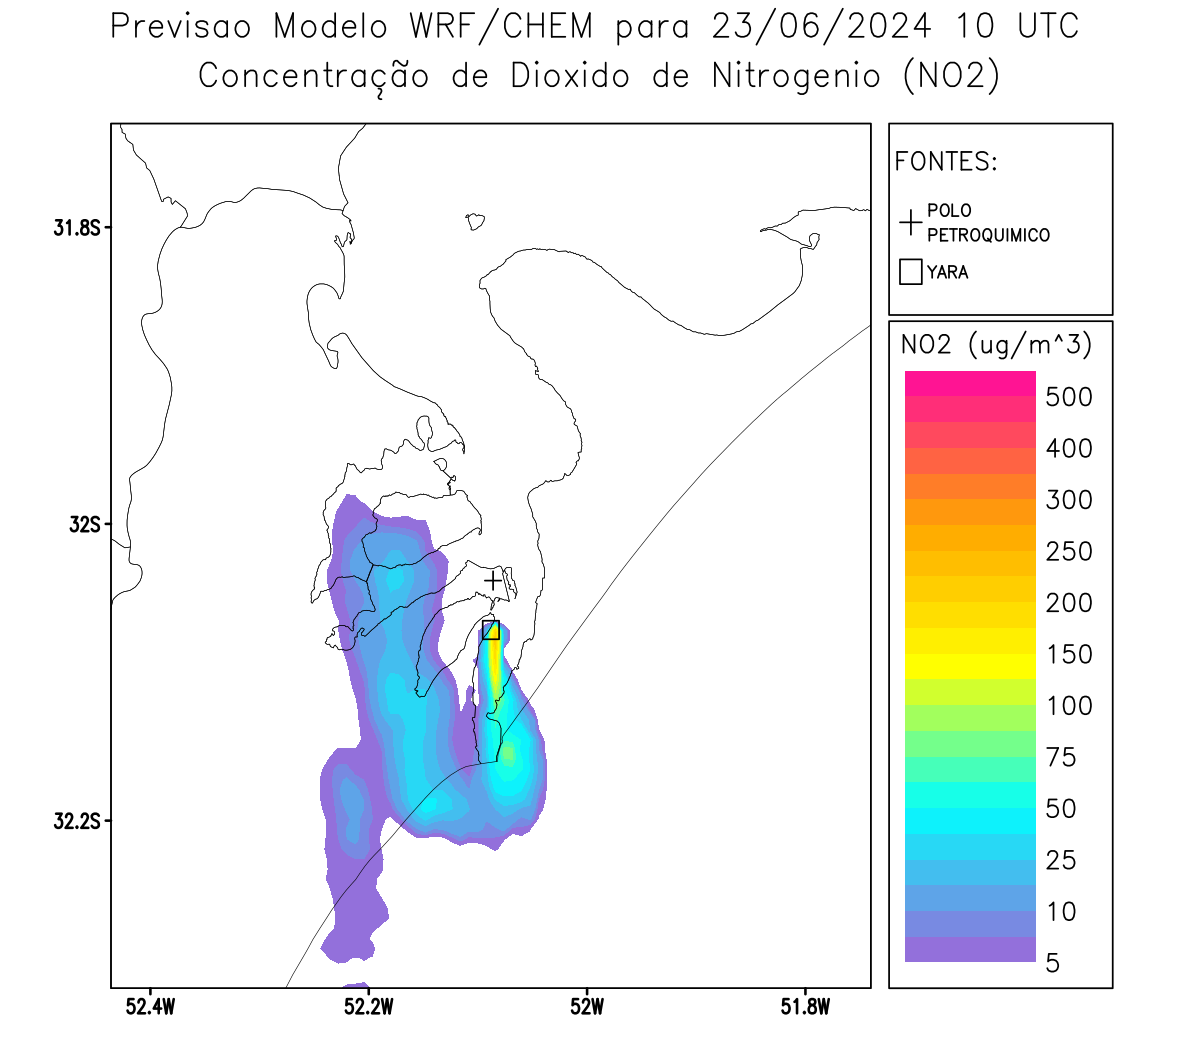 Previsao Modelo WRF/CHEM para 23/06/2024 10 UTC
Concentração de Dioxido de Nitrogenio (NO2)
FONTES:
POLO
PETROQUIMICO
YARA
NO2 (ug/m^3)
500
400
300
250
200
150
100
75
50
25
10
5
31.8S
32S
32.2S
52.4W
52.2W
52W
51.8W